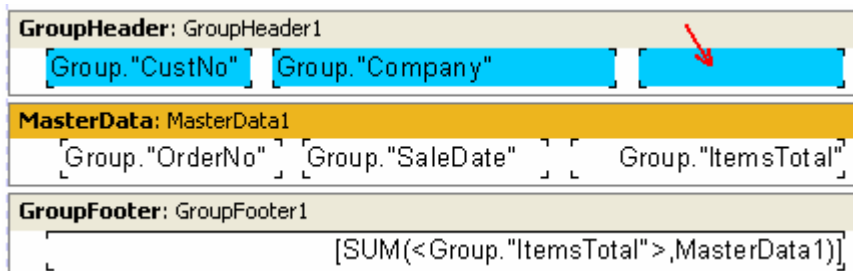 GroupHeader: GroupHeader1
Group."CustNo" Group."Company"
MasterData: MasterData1
Group."OrderNo" Group."SaleDate" Group."ItemsTotal"
GroupFooter: GroupFooter1
[SUM(<Group."ItemsTotal">,MasterData1)]